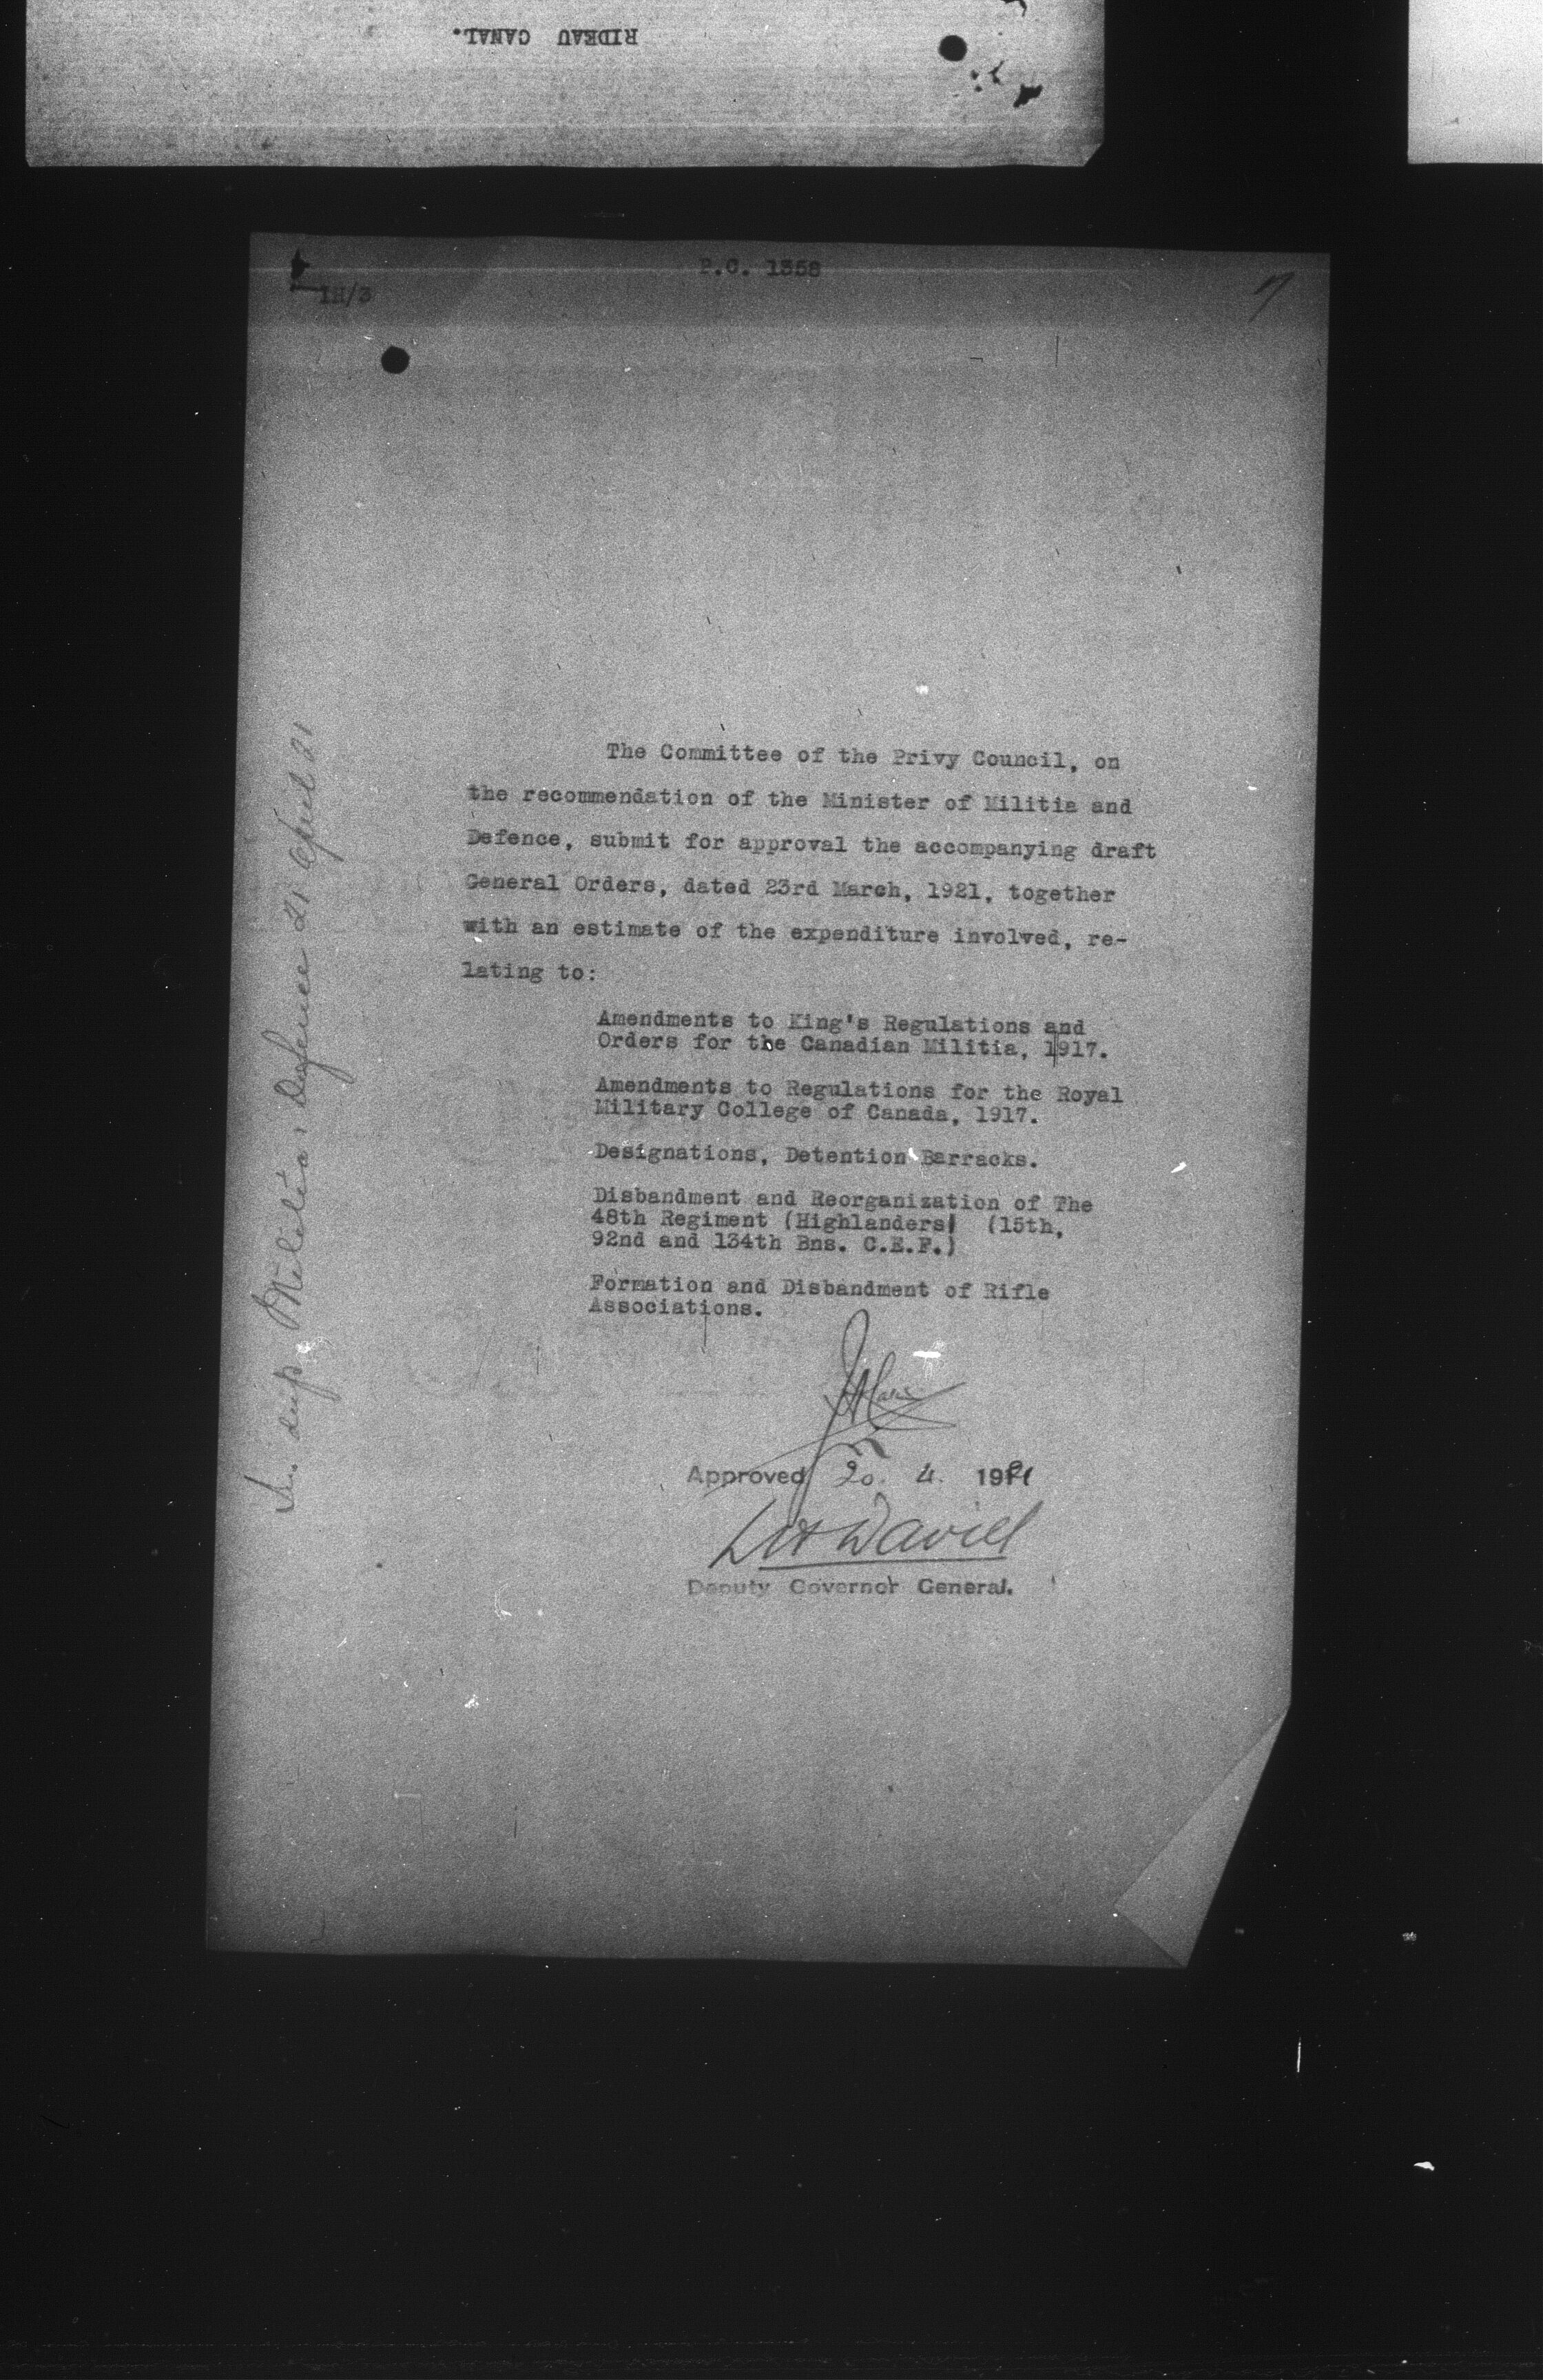 RIDEAU CANAL.
P.C. 1358
1H/3
The Committee of the Privy Council, on
the recommendation of the Minister of Militia and
Defence, submit for approval the accompanying draft
General Orders, dated 23rd March, 1921, together
with an estimate of the expenditure involved, re-
lating to:
Amendments to King's Regulations and
Orders for the Canadian Militia, 1917.
Amendments to Regulations for the Royal
Military College of Canada, 1917.
Designations, Detention Barracks.
Disbandment and Reorganization of The
48th Regiment (Highlanders) (15th,
92nd and 134th Bns. C.E.F.)
Formation and Disbandment of Rifle
Associations.
Approved 20. 4. 1921
Deputy Governor General.
dup Militia & Defence 21 April 21